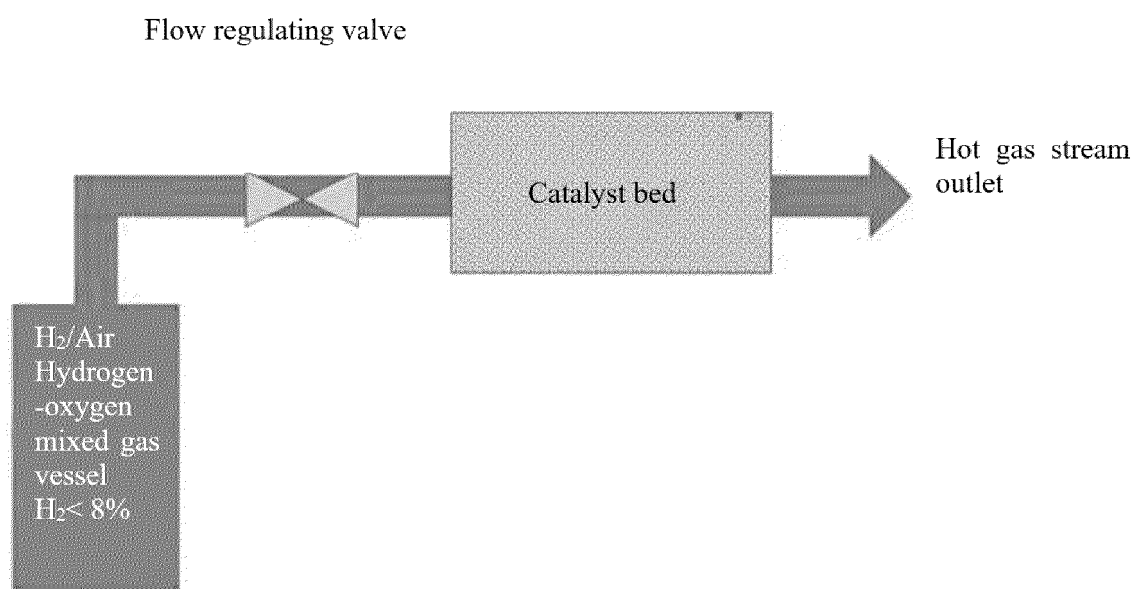 Flow regulating valve
Hot gas stream
outlet
Catalyst bed
H₂/Air
Hydrogen
-oxygen
mixed gas
vessel
H₂< 8%